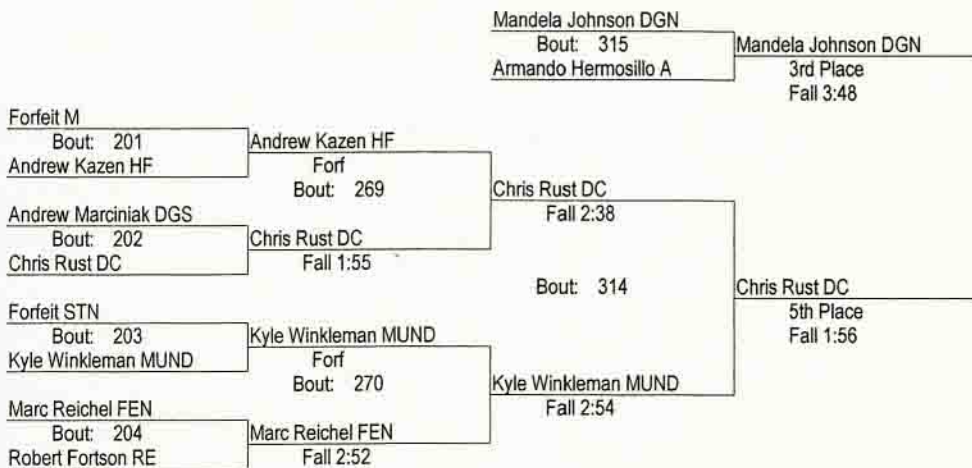 Mandela Johnson DGN
Bout: 315
Armando Hermosillo A
Mandela Johnson DGN
3rd Place
Fall 3:48
Forfeit M
Bout: 201
Andrew Kazen HF
Andrew Kazen HF
Forf
Bout: 269
Andrew Marciniak DGS
Bout: 202
Chris Rust DC
Chris Rust DC
Fall 1:55
Chris Rust DC
Fall 2:38
Bout: 314
Chris Rust DC
5th Place
Fall 1:56
Forfeit STN
Bout: 203
Kyle Winkleman MUND
Kyle Winkleman MUND
Forf
Bout: 270
Kyle Winkleman MUND
Fall 2:54
Marc Reichel FEN
Bout: 204
Robert Fortson RE
Marc Reichel FEN
Fall 2:52